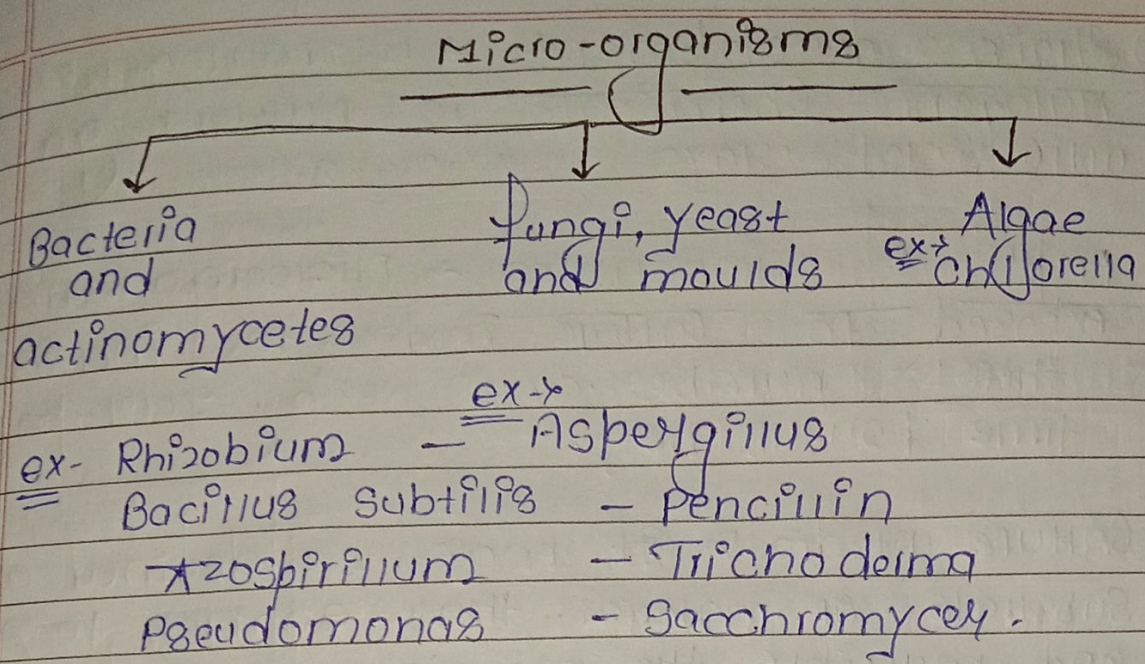 Micro-organisms
Bacteria
and
actinomycetes
fungi, yeast
and moulds
Algae
ex→ Chlorella
ex- Rhizobium
Bacillus subtilis
Azospirillum
Pseudomonas
ex→
- Aspergillus
- Pencillin
- Trichoderma
- Sacchromyces.